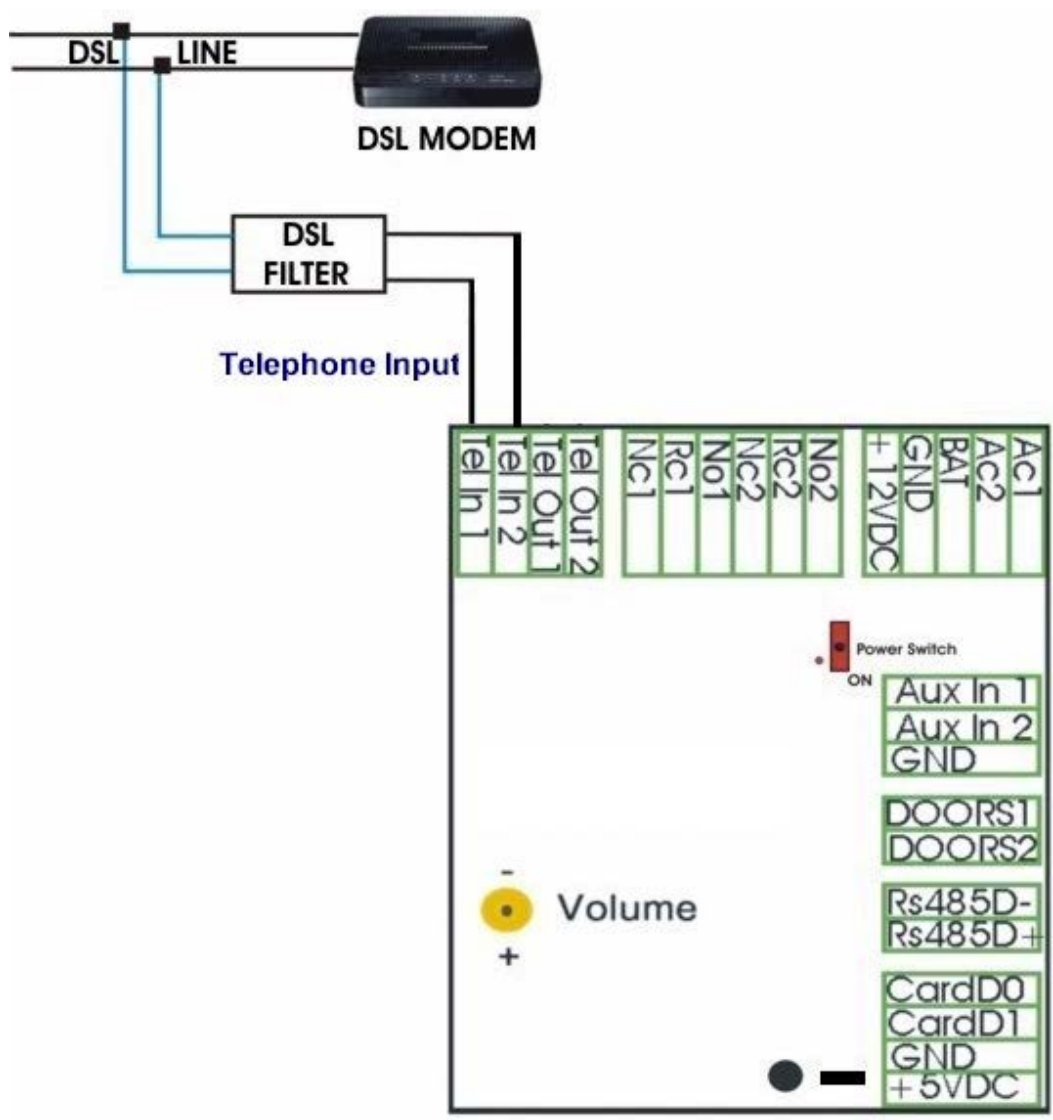 DSL LINE
DSL MODEM
DSL
FILTER
Telephone Input
Tel In 1
Tel In 2
Tel Out 1
Tel Out 2
Nc1
Rc1
No1
Nc2
Rc2
No2
+12VDC
GND
BAT
Ac2
Ac1
Power Switch
ON
Aux In 1
Aux In 2
GND
DOORS1
DOORS2
Rs485D-
Rs485D+
-
Volume
+
CardD0
CardD1
GND
+5VDC